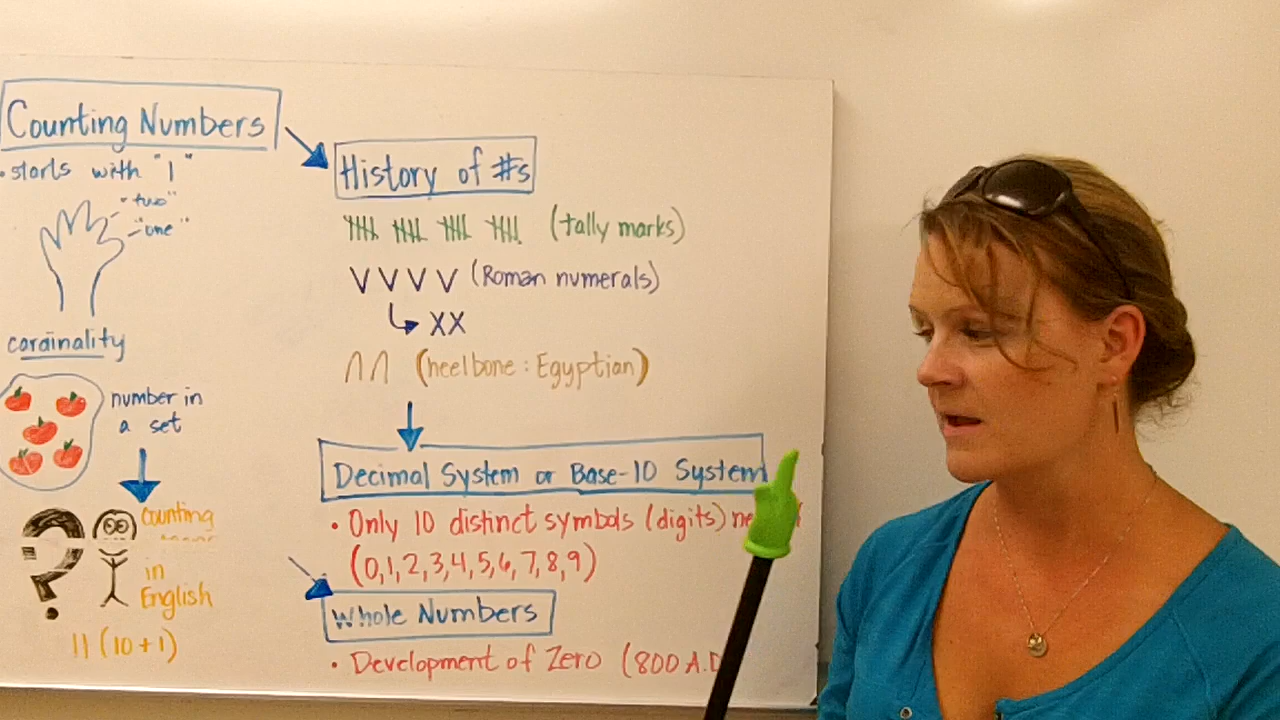 Counting Numbers
• starts with "1"
"two"
"one"
cardinality
number in
a set
counting
in
English
11 (10+1)
History of #s
(tally marks)
V V V V (Roman numerals)
XX
∩∩ (heelbone : Egyptian)
Decimal System or Base-10 System
• Only 10 distinct symbols (digits)
(0,1,2,3,4,5,6,7,8,9)
Whole Numbers
• Development of Zero (800 A.D